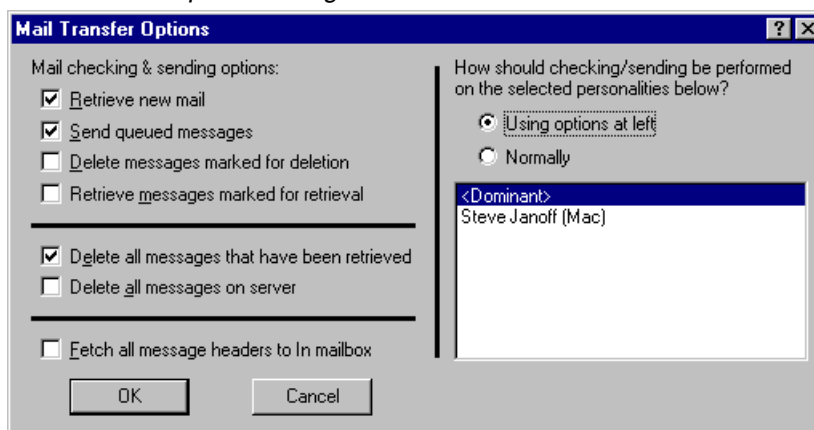 Mail Transfer Options
Mail checking & sending options:
Retrieve new mail
Send queued messages
Delete messages marked for deletion
Retrieve messages marked for retrieval
Delete all messages that have been retrieved
Delete all messages on server
Fetch all message headers to In mailbox
OK
Cancel
How should checking/sending be performed
on the selected personalities below?
Using options at left
Normally
<Dominant>
Steve Janoff (Mac)